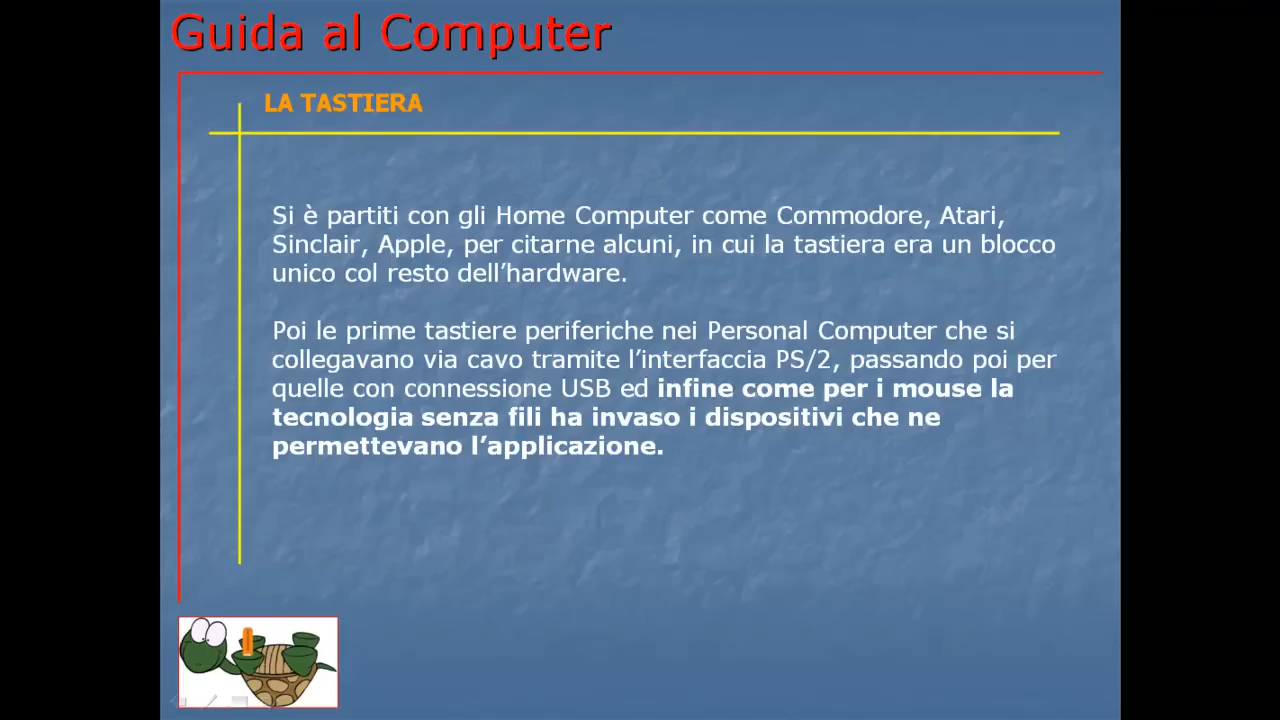 Guida al Computer
LA TASTIERA
Si è partiti con gli Home Computer come Commodore, Atari,
Sinclair, Apple, per citarne alcuni, in cui la tastiera era un blocco
unico col resto dell’hardware.
Poi le prime tastiere periferiche nei Personal Computer che si
collegavano via cavo tramite l’interfaccia PS/2, passando poi per
quelle con connessione USB ed infine come per i mouse la
tecnologia senza fili ha invaso i dispositivi che ne
permettevano l’applicazione.